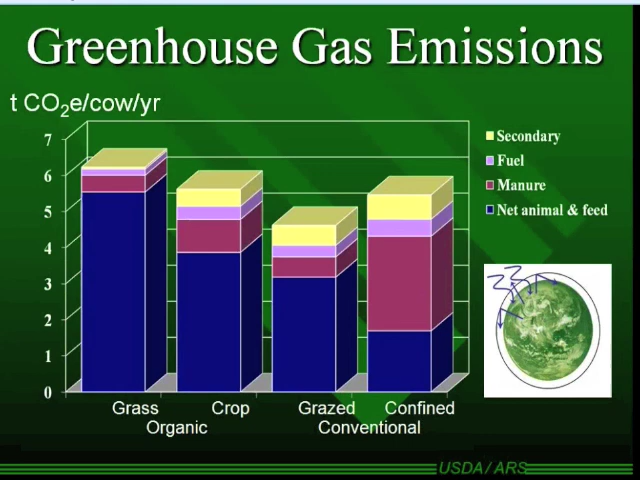 Greenhouse Gas Emissions
t CO₂e/cow/yr
7
6
5
4
3
2
1
0
Secondary
Fuel
Manure
Net animal & feed
Grass Crop Grazed Confined
Organic Conventional
USDA/ARS